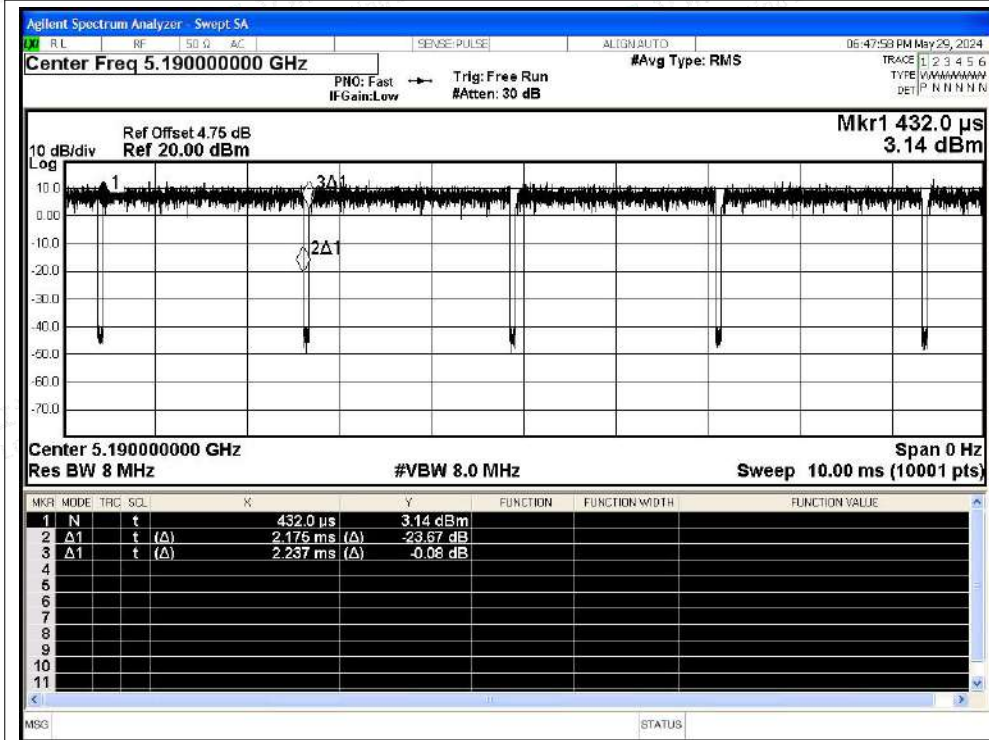 Agilent Spectrum Analyzer - Swept SA
LXI RL RF 50 Ω AC SENSE:PULSE ALIGN AUTO 06:47:58 PM May 29, 2024
Center Freq 5.190000000 GHz #Avg Type: RMS TRACE 1 2 3 4 5 6
PNO: Fast Trig: Free Run TYPE
IFGain:Low #Atten: 30 dB DET P N N N N N
Mkr1 432.0 µs
Ref Offset 4.75 dB
10 dB/div Ref 20.00 dBm 3.14 dBm
Log
10.0 1 3Δ1
0.00
-10.0 2Δ1
-20.0
-30.0
-40.0
-50.0
-60.0
-70.0
Center 5.190000000 GHz Span 0 Hz
Res BW 8 MHz #VBW 8.0 MHz Sweep 10.00 ms (10001 pts)
MKR MODE TRC SCL X Y FUNCTION FUNCTION WIDTH FUNCTION VALUE
1 N t 432.0 µs 3.14 dBm
2 Δ1 t (Δ) 2.175 ms (Δ) -23.67 dB
3 Δ1 t (Δ) 2.237 ms (Δ) -0.08 dB
4
5
6
7
8
9
10
11
MSG STATUS